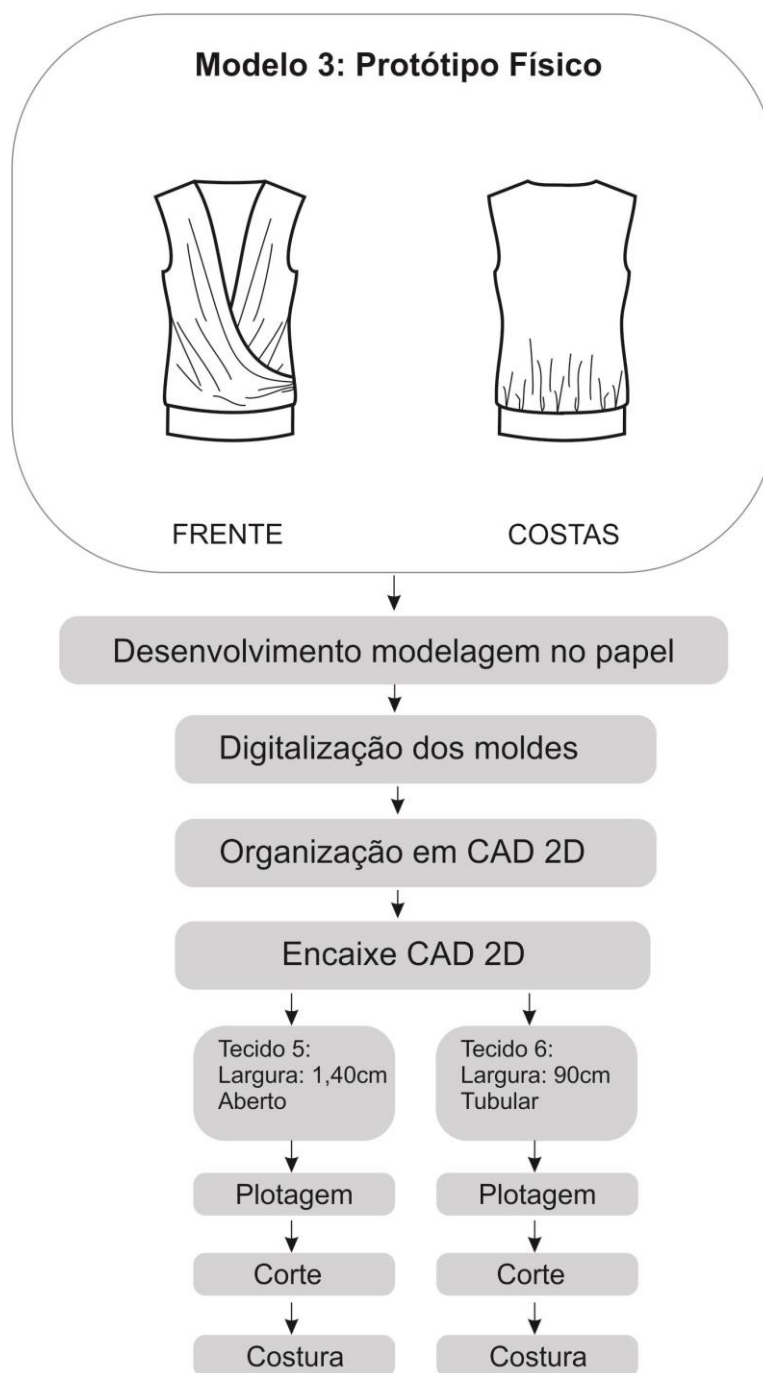 Modelo 3: Protótipo Físico
FRENTE
COSTAS
Desenvolvimento modelagem no papel
Digitalização dos moldes
Organização em CAD 2D
Encaixe CAD 2D
Tecido 5:
Largura: 1,40cm
Aberto
Tecido 6:
Largura: 90cm
Tubular
Plotagem
Plotagem
Corte
Corte
Costura
Costura